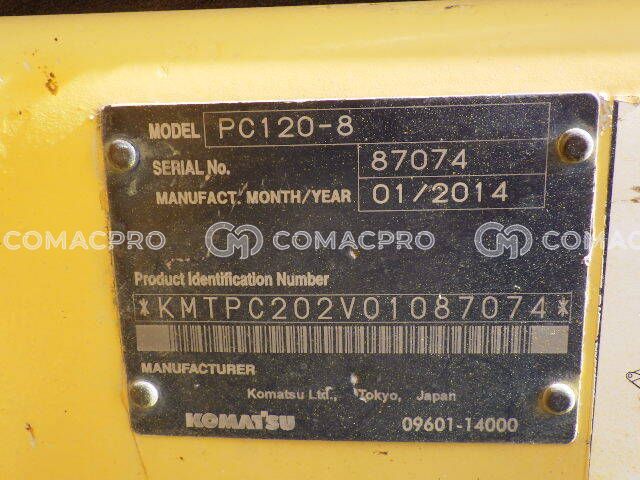 MODEL PC120-8
SERIAL No. 87074
MANUFACT. MONTH/YEAR 01/2014
COMACPRO COMACPRO COMACPRO
Product Identification Number
*KMTPC202V01087074*
MANUFACTURER
Komatsu Ltd., Tokyo, Japan
KOMATSU 09601-14000